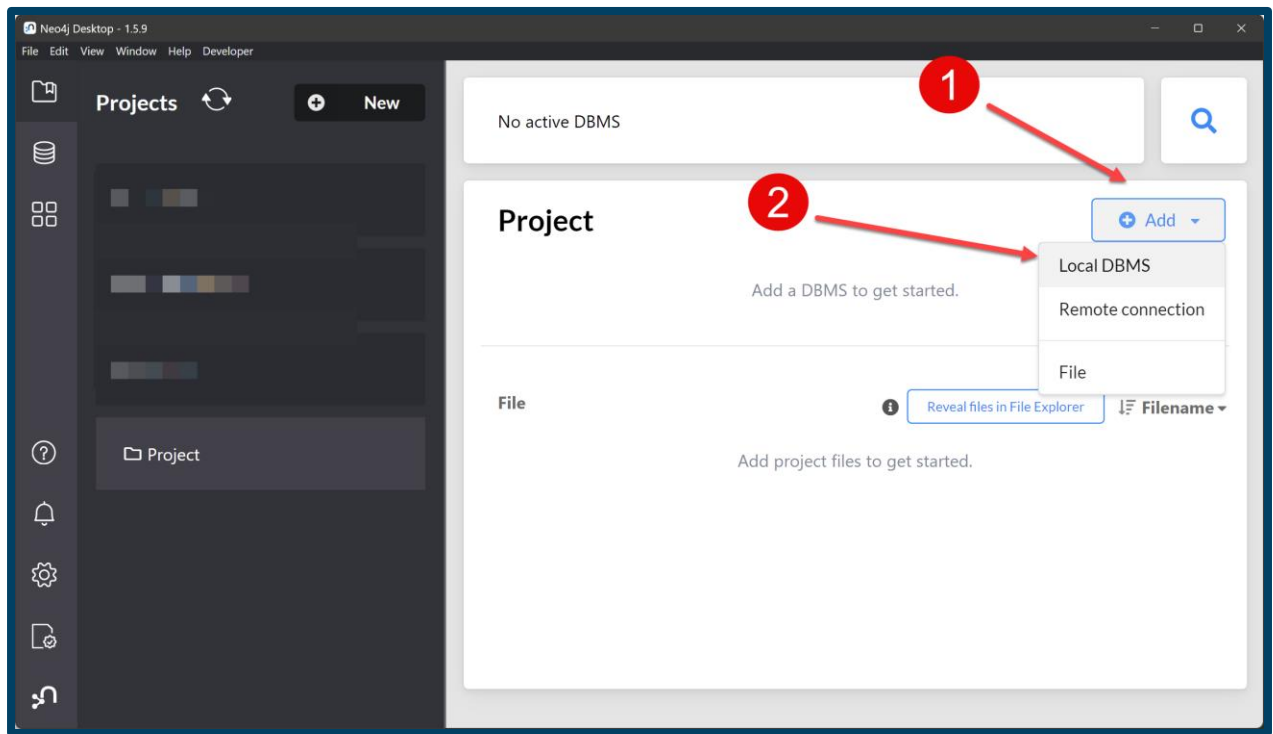 Neo4j Desktop - 1.5.9
File Edit View Window Help Developer
Projects
New
No active DBMS
1
2
Project
Add
Local DBMS
Remote connection
File
Add a DBMS to get started.
File
Reveal files in File Explorer
Filename
Add project files to get started.
Project